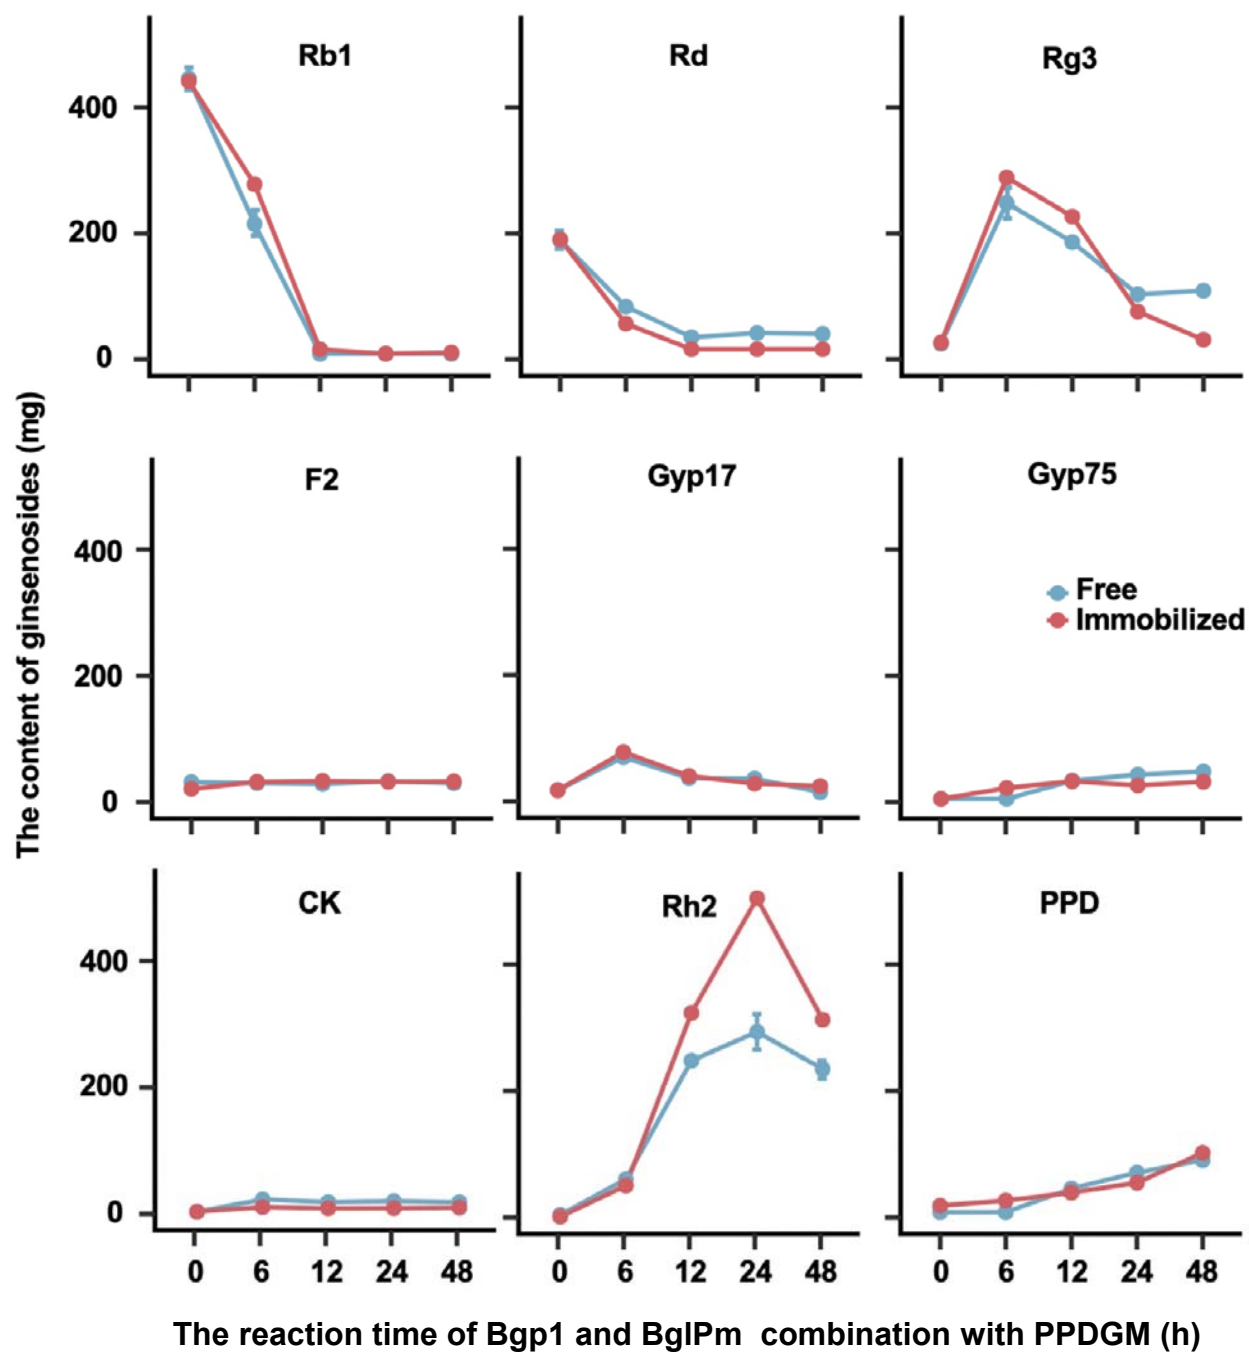 Rb1
Rd
Rg3
400
200
0
F2
Gyp17
Gyp75
400
200
0
Free
Immobilized
CK
Rh2
PPD
400
200
0
0 6 12 24 48
0 6 12 24 48
0 6 12 24 48
The content of ginsenosides (mg)
The reaction time of Bgp1 and BglPm combination with PPDGM (h)